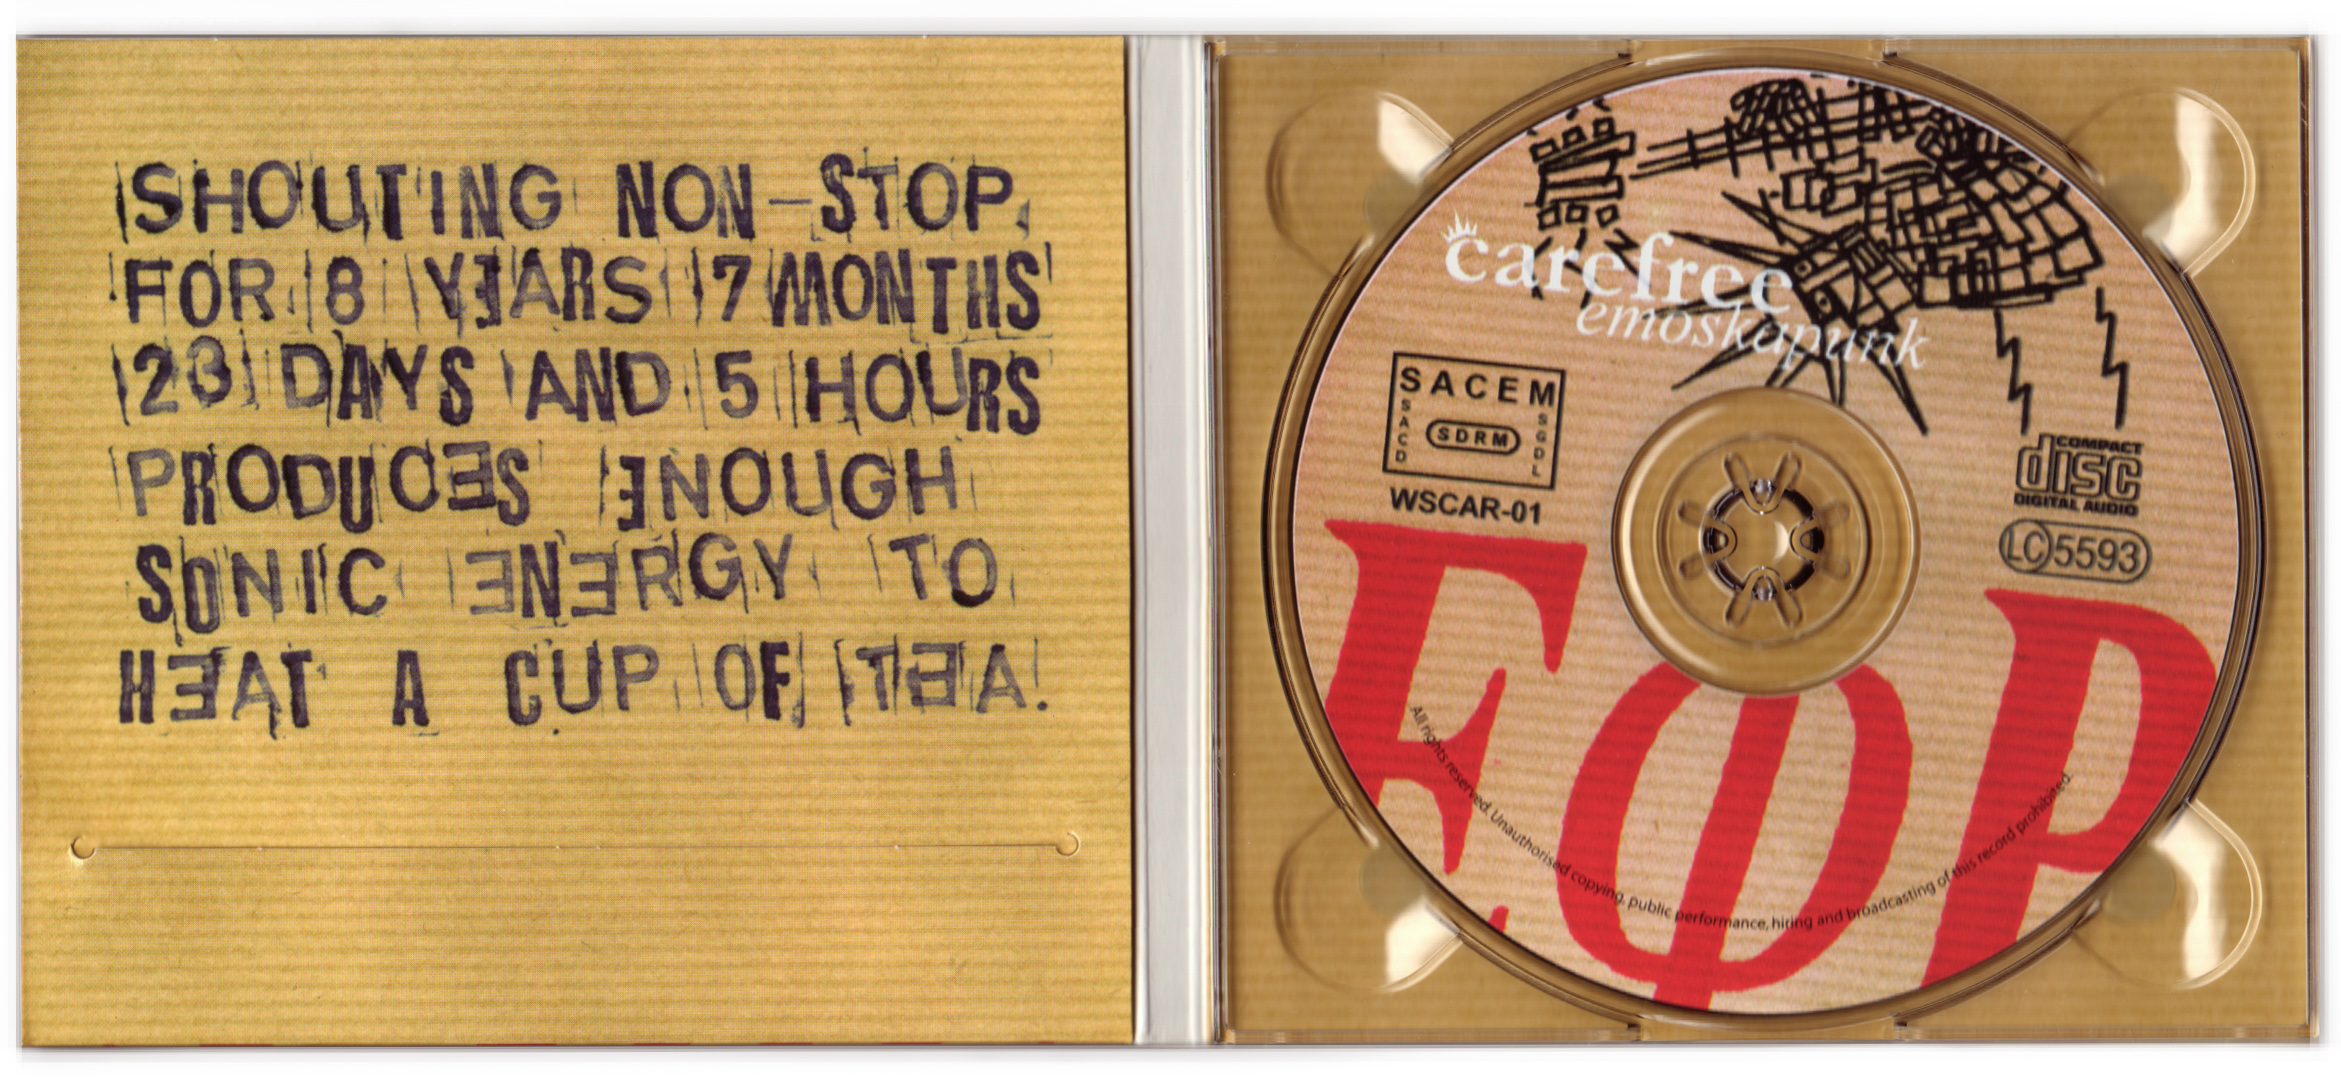 SHOUTING NON-STOP
FOR 8 YEARS 7 MONTHS
23 DAYS AND 5 HOURS
PRODUCES ENOUGH
SONIC ENERGY TO
HEAT A CUP OF TEA.
carefree
emoskapunk
SACEM
SACD
SDRM
SGDL
WSCAR-01
COMPACT
disc
DIGITAL AUDIO
LC 5593
EФP
All rights reserved. Unauthorised copying, public performance, hiring and broadcasting of this record prohibited.